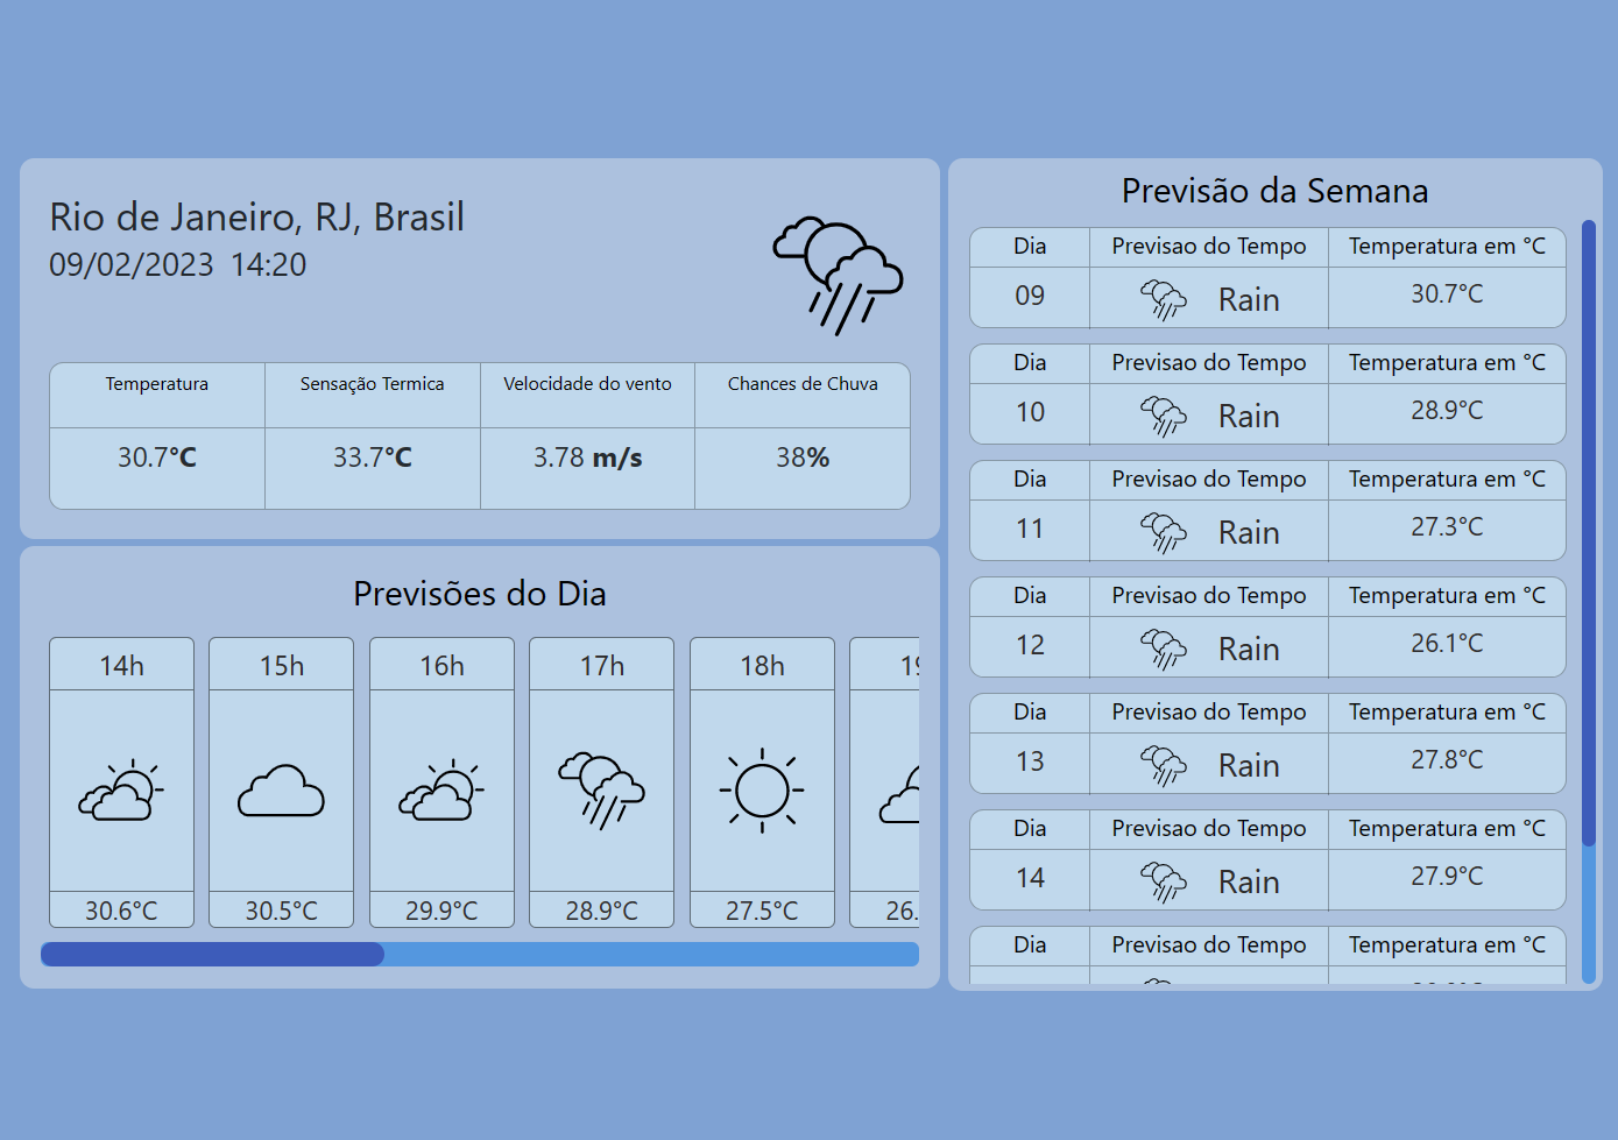 Rio de Janeiro, RJ, Brasil
09/02/2023 14:20
Temperatura Sensação Termica Velocidade do vento Chances de Chuva
30.7°C 33.7°C 3.78 m/s 38%
Previsões do Dia
14h 15h 16h 17h 18h
30.6°C 30.5°C 29.9°C 28.9°C 27.5°C 26.
Previsão da Semana
Dia Previsao do Tempo Temperatura em °C
09 Rain 30.7°C
Dia Previsao do Tempo Temperatura em °C
10 Rain 28.9°C
Dia Previsao do Tempo Temperatura em °C
11 Rain 27.3°C
Dia Previsao do Tempo Temperatura em °C
12 Rain 26.1°C
Dia Previsao do Tempo Temperatura em °C
13 Rain 27.8°C
Dia Previsao do Tempo Temperatura em °C
14 Rain 27.9°C
Dia Previsao do Tempo Temperatura em °C